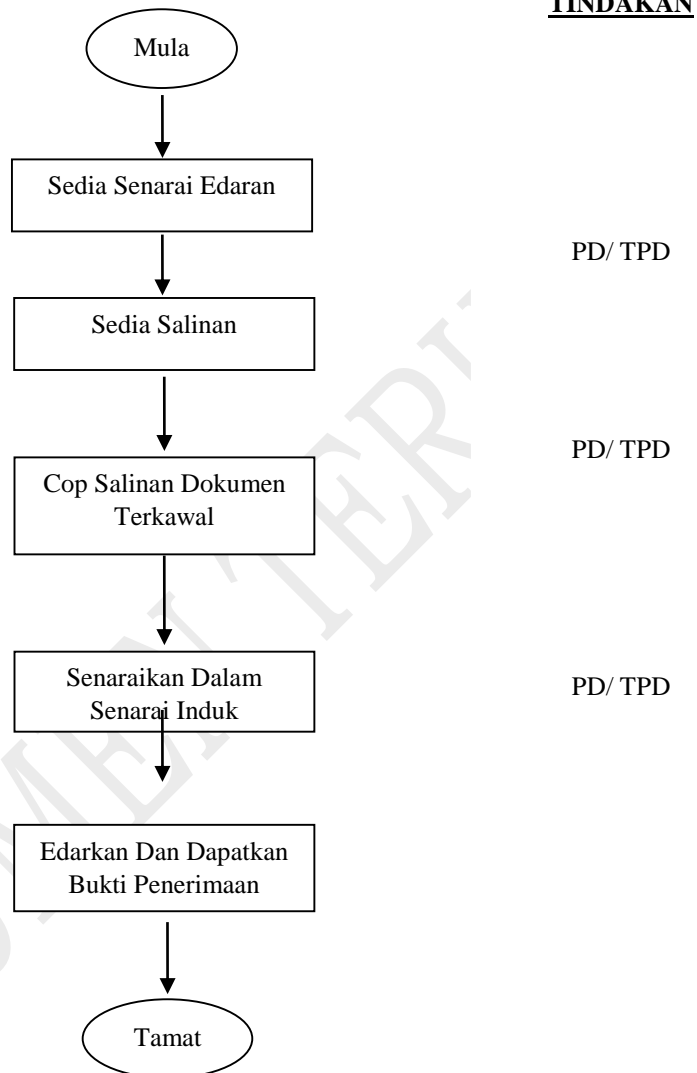 TINDAKAN
Mula
Sedia Senarai Edaran
PD/ TPD
Sedia Salinan
PD/ TPD
Cop Salinan Dokumen
Terkawal
Senaraikan Dalam
Senarai Induk
PD/ TPD
Edarkan Dan Dapatkan
Bukti Penerimaan
Tamat